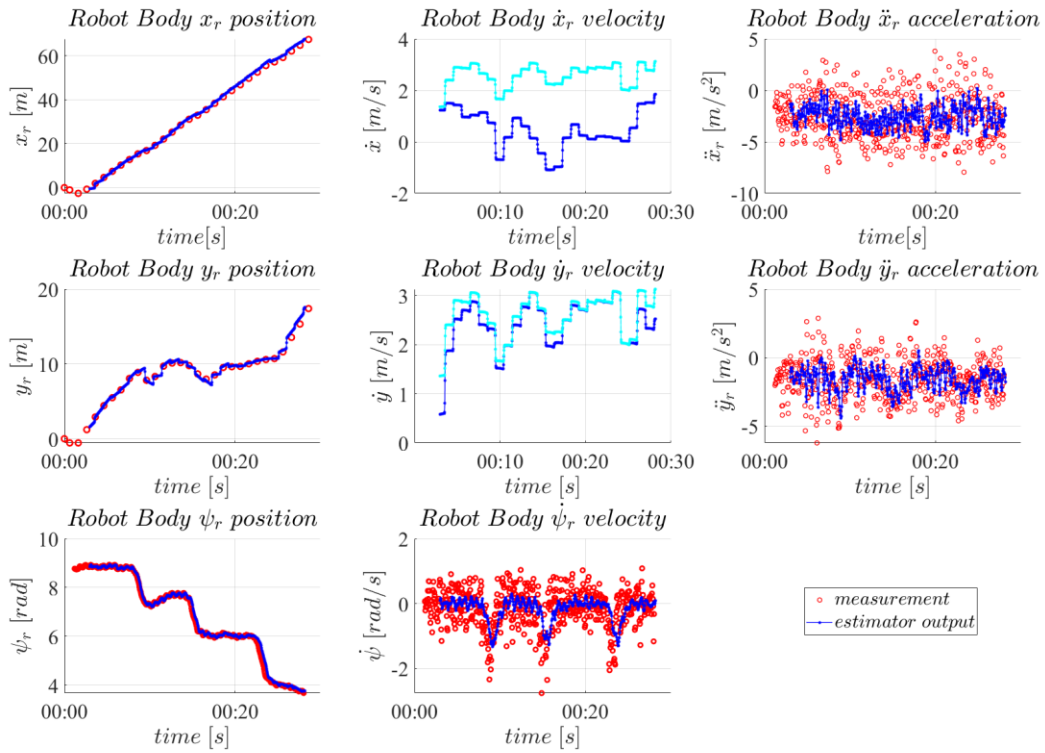 Robot Body x_r position
Robot Body ẋ_r velocity
Robot Body ẍ_r acceleration
x_r [m]
60
40
20
0
00:00
00:20
time[s]
ẋ [m/s]
4
2
0
-2
00:10
00:20
00:30
time[s]
ẍ_r [m/s²]
5
0
-5
-10
00:00
00:20
time[s]
Robot Body y_r position
Robot Body ẏ_r velocity
Robot Body ÿ_r acceleration
y_r [m]
20
10
0
00:00
00:20
time [s]
ẏ [m/s]
3
2
1
0
00:10
00:20
00:30
time [s]
ÿ_r [m/s²]
5
0
-5
00:00
00:20
time [s]
Robot Body ψ_r position
Robot Body ψ̇_r velocity
ψ_r [rad]
10
8
6
4
00:00
00:20
time [s]
ψ̇ [rad/s]
2
0
-2
00:00
00:20
time [s]
measurement
estimator output